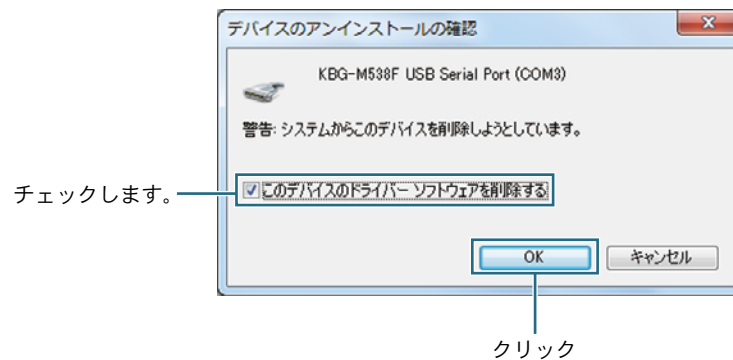 デバイスのアンインストールの確認
KBG-M538F USB Serial Port (COM3)
警告: システムからこのデバイスを削除しようとしています。
チェックします。
このデバイスのドライバー ソフトウェアを削除する
OK
キャンセル
クリック